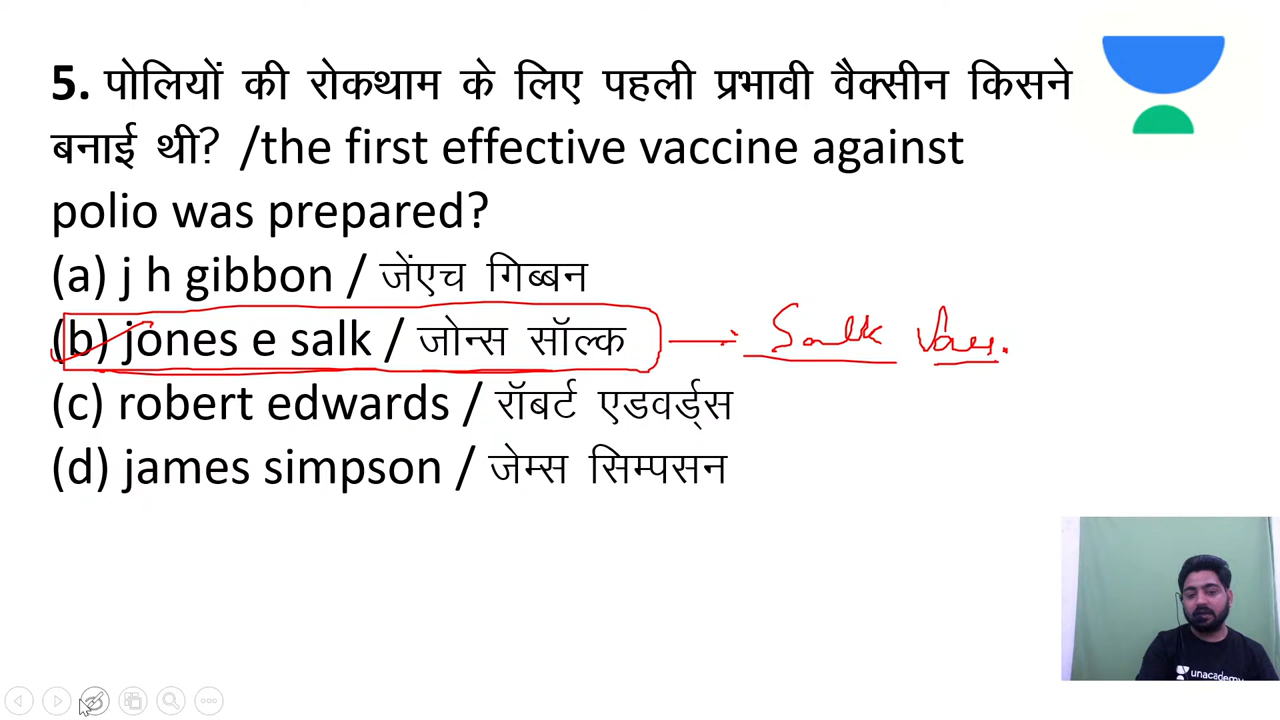 5. पोलियों की रोकथाम के लिए पहली प्रभावी वैक्सीन किसने
बनाई थी? /the first effective vaccine against
polio was prepared?
(a) j h gibbon / जेंएच गिब्बन
(b) jones e salk / जोन्स सॉल्क
Salk
(c) robert edwards / रॉबर्ट एडवर्ड्स
(d) james simpson / जेम्स सिम्पसन
unacademy